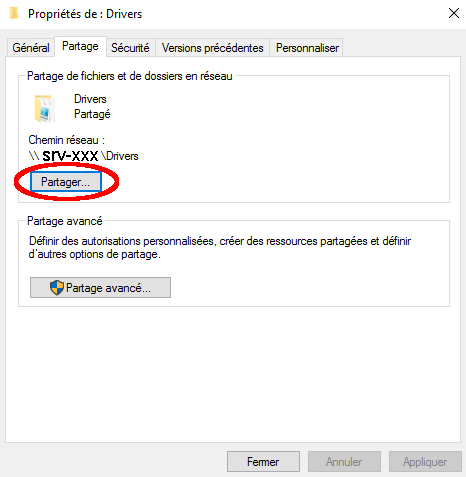 Propriétés de : Drivers
Général Partage Sécurité Versions précédentes Personnaliser
Partage de fichiers et de dossiers en réseau
Drivers
Partagé
Chemin réseau :
\\ srv-xxx \Drivers
Partager...
Partage avancé
Définir des autorisations personnalisées, créer des ressources partagées et définir
d'autres options de partage.
Partage avancé...
Fermer Annuler Appliquer